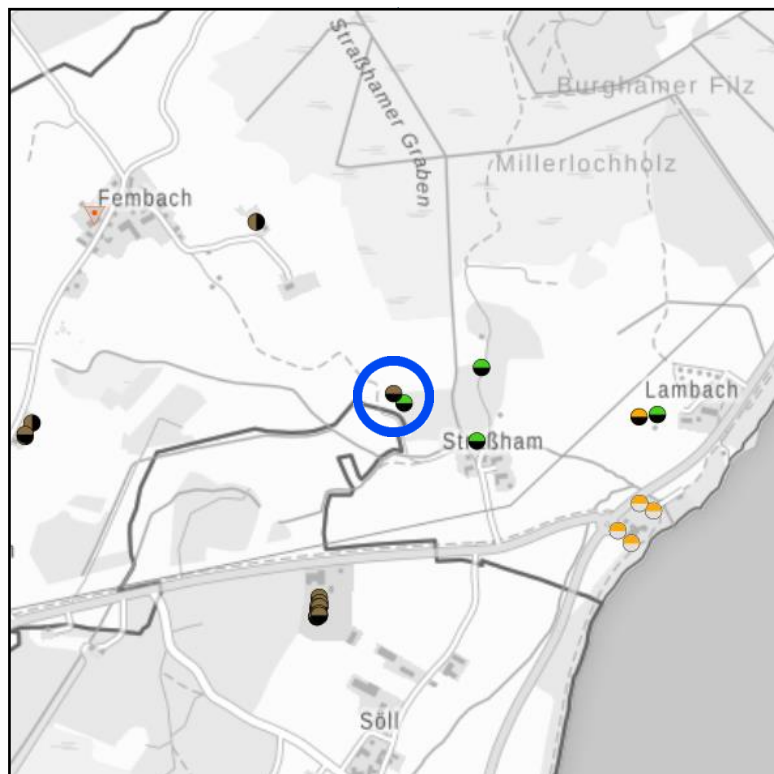 Straßhamer Graben
Burghamer Filz
Millerlochholz
Fembach
Lambach
Straßham
Söll